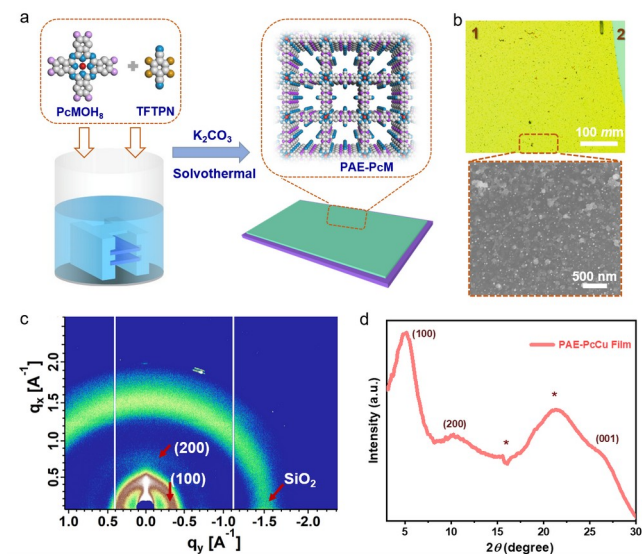 a
PcMOH₈
TFTPN
K₂CO₃
Solvothermal
PAE-PcM
b
1
2
100 mm
500 nm
c
qₓ [A⁻¹]
2.0
1.5
1.0
0.5
(200)
(100)
SiO₂
1.0 0.5 0.0 -0.5 -1.0 -1.5 -2.0
qᵧ [A⁻¹]
d
Intensity (a.u.)
(100)
PAE-PcCu Film
(200)
*
*
(001)
5 10 15 20 25 30
2θ (degree)